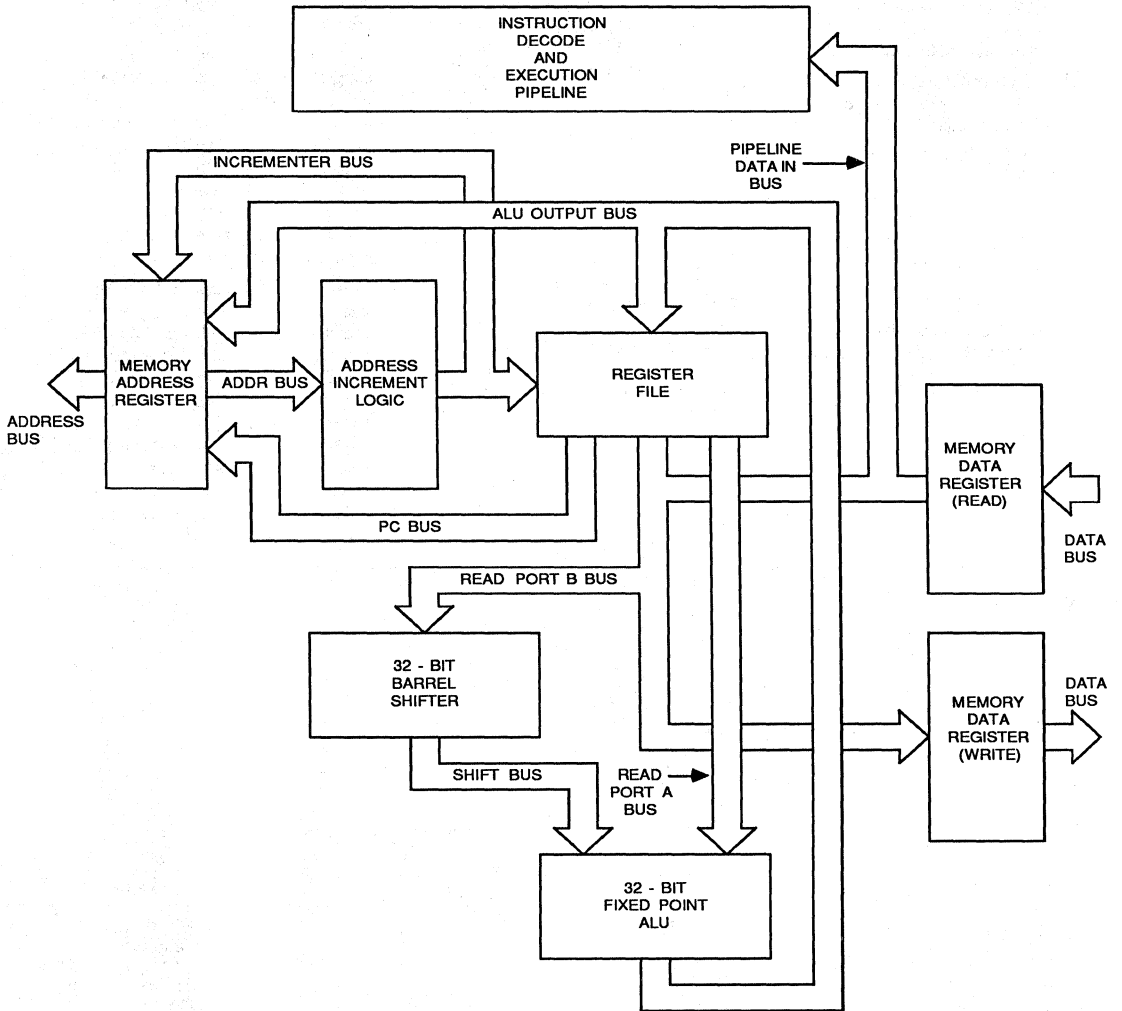 INSTRUCTION
DECODE
AND
EXECUTION
PIPELINE
PIPELINE
DATA IN
BUS
INCREMENTER BUS
ALU OUTPUT BUS
MEMORY
ADDRESS
REGISTER
ADDR BUS
ADDRESS
INCREMENT
LOGIC
REGISTER
FILE
ADDRESS
BUS
MEMORY
DATA
REGISTER
(READ)
DATA
BUS
PC BUS
READ PORT B BUS
32 - BIT
BARREL
SHIFTER
MEMORY
DATA
REGISTER
(WRITE)
DATA
BUS
SHIFT BUS
READ
PORT A
BUS
32 - BIT
FIXED POINT
ALU